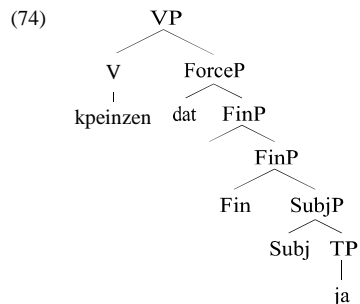 (74) VP
V ForceP
kpeinzen dat FinP
FinP
Fin SubjP
Subj TP
ja